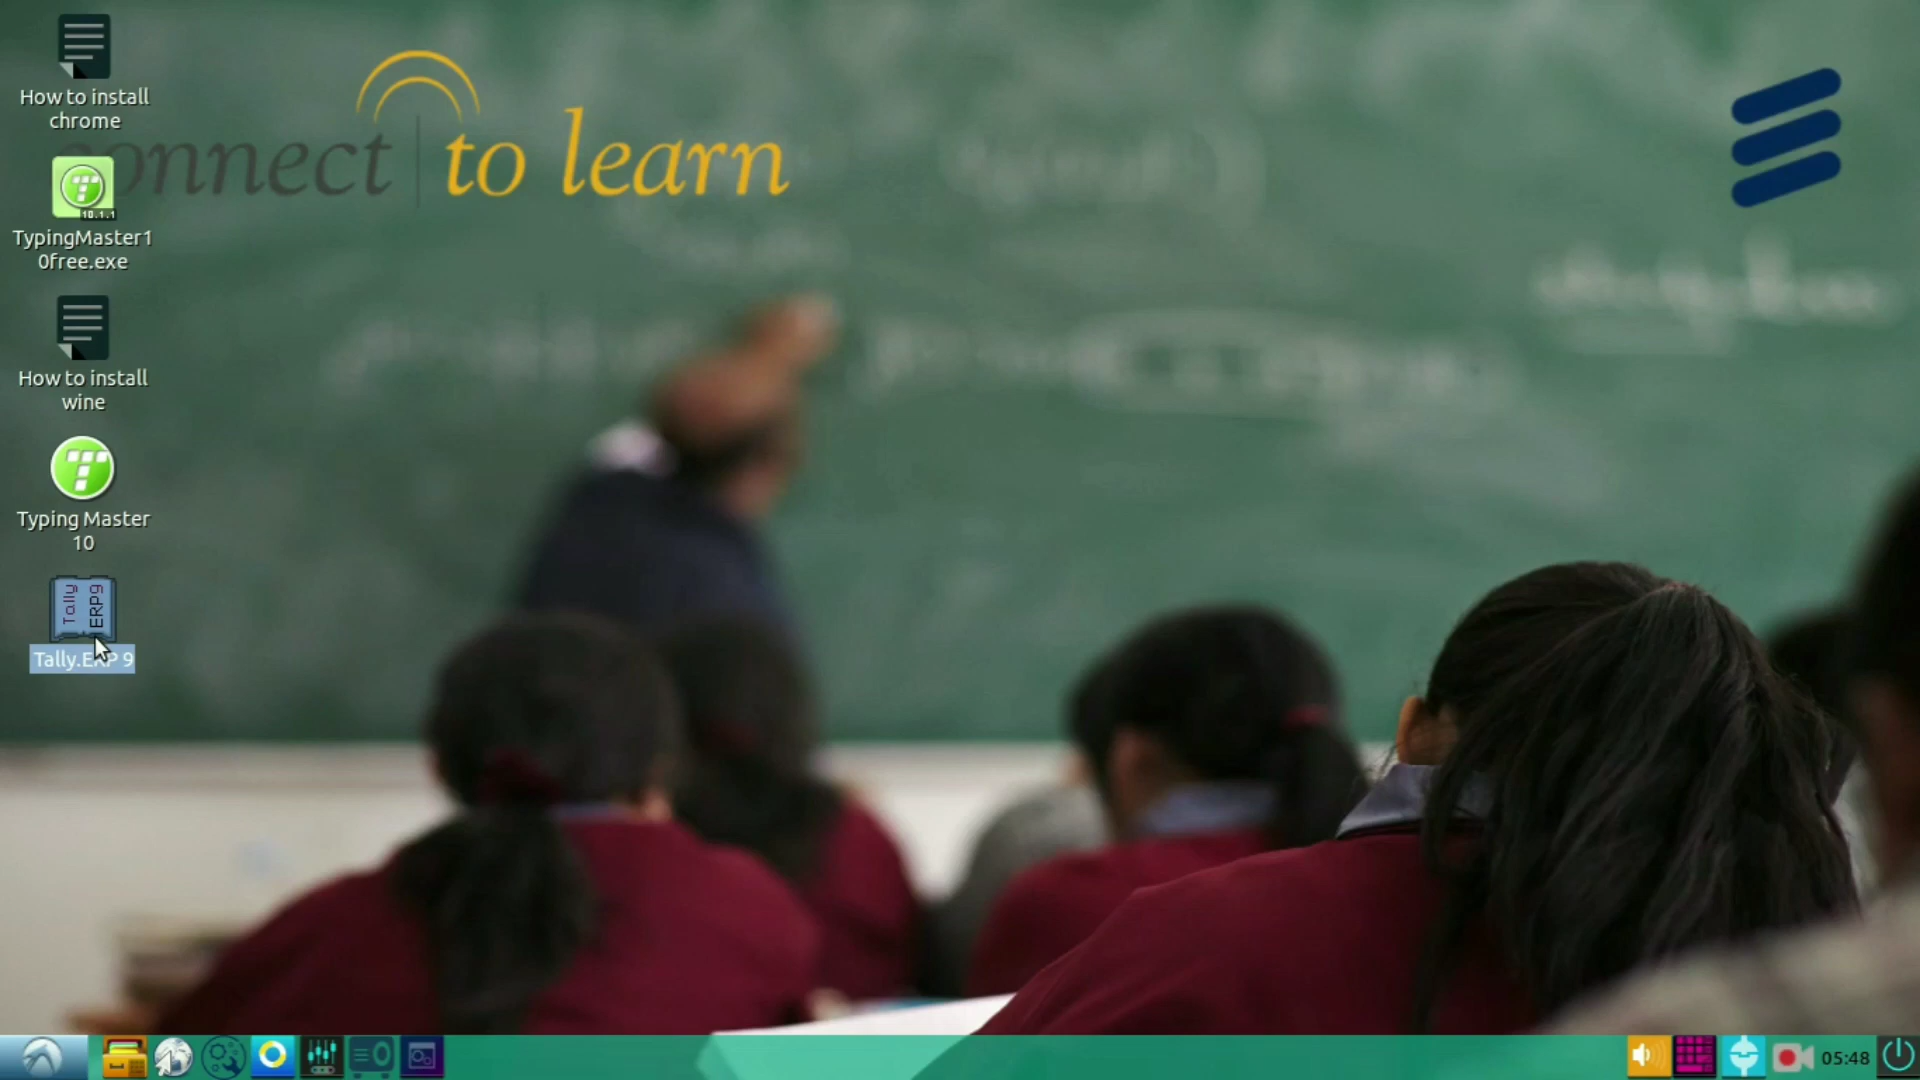 How to install
chrome
onnect to learn
10.1.1
TypingMaster1
0free.exe
How to install
wine
Typing Master
10
Tally
ERP9
Tally.ERP 9
05:48